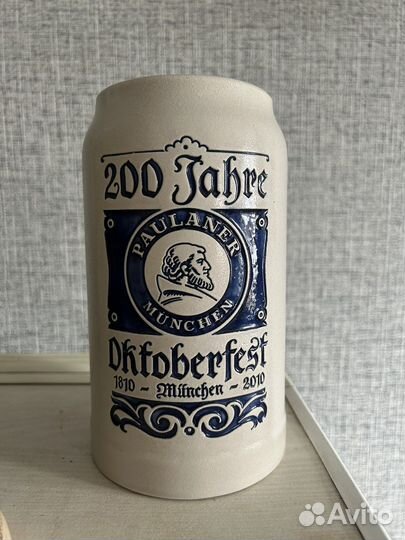 200 Jahre
PAULANER
MÜNCHEN
Oktoberfest
1810 - München - 2010
Avito